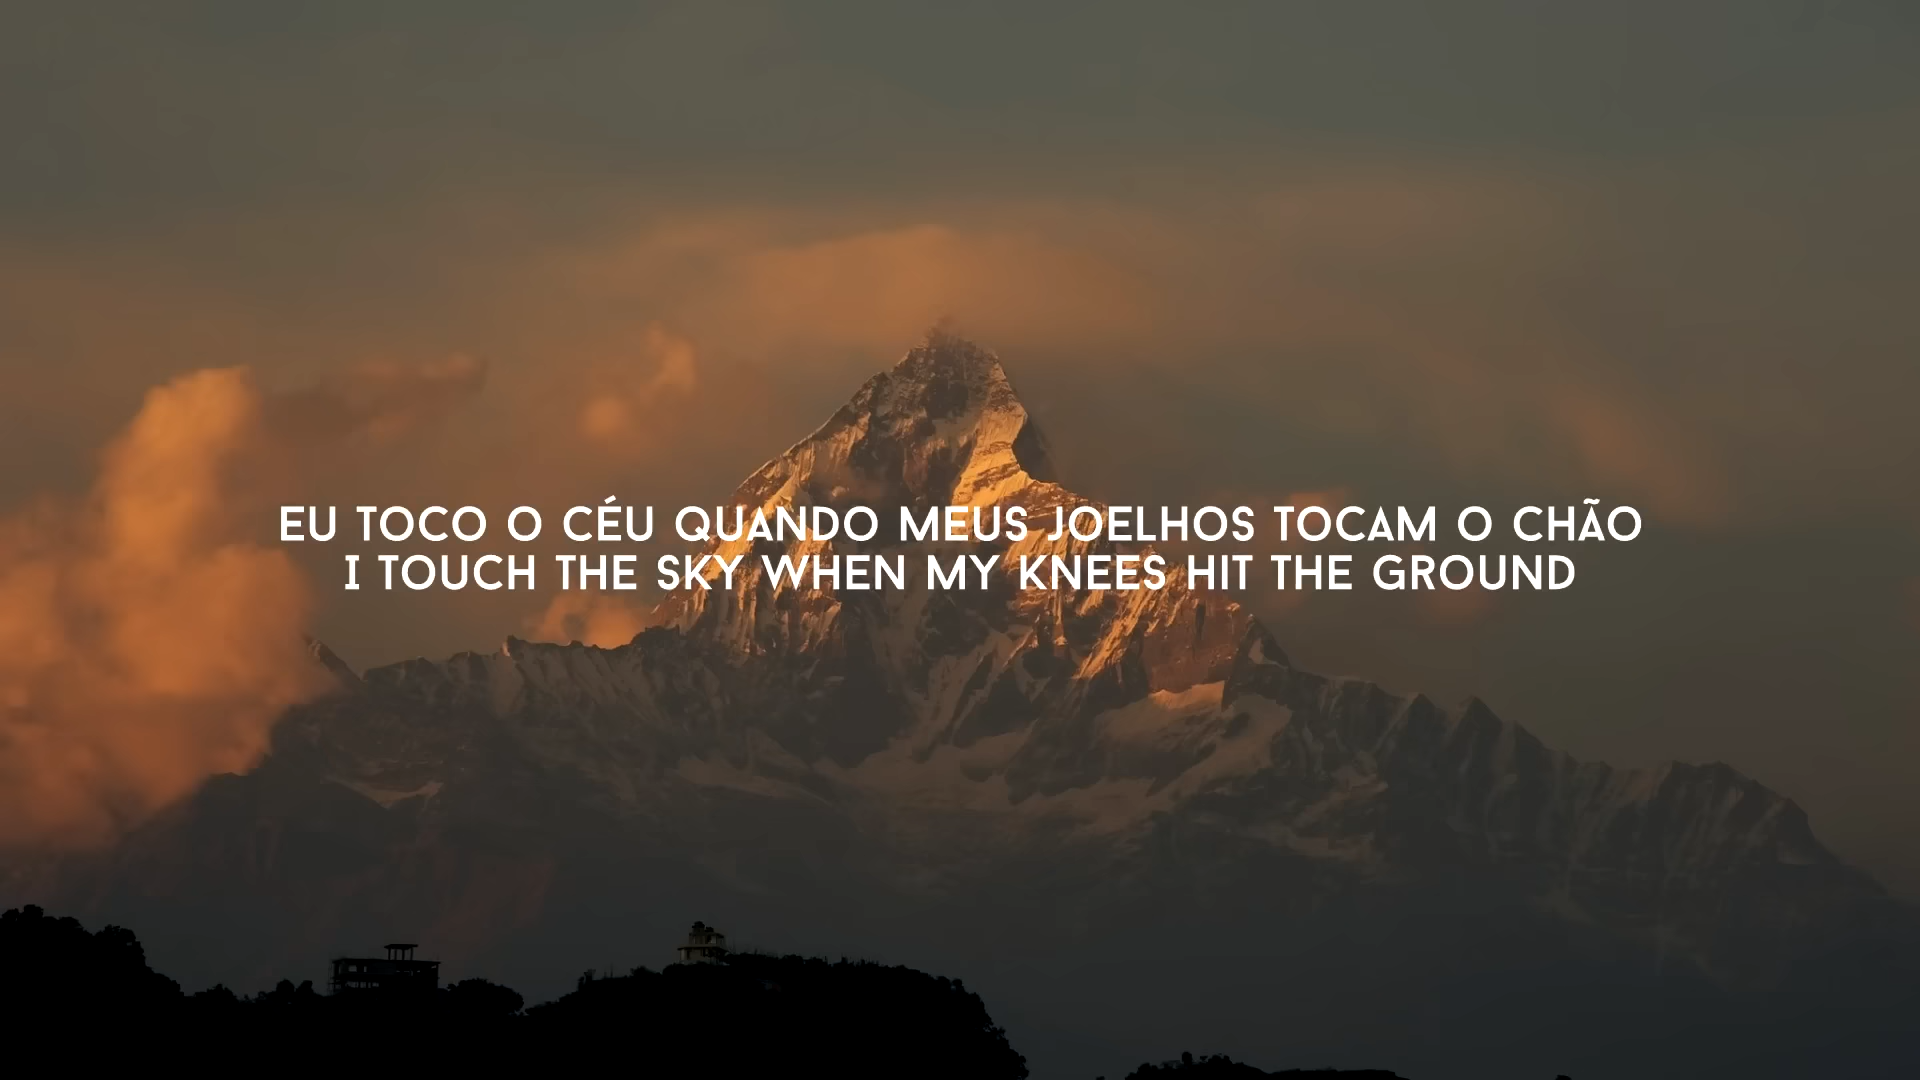 EU TOCO O CÉU QUANDO MEUS JOELHOS TOCAM O CHÃO
I TOUCH THE SKY WHEN MY KNEES HIT THE GROUND